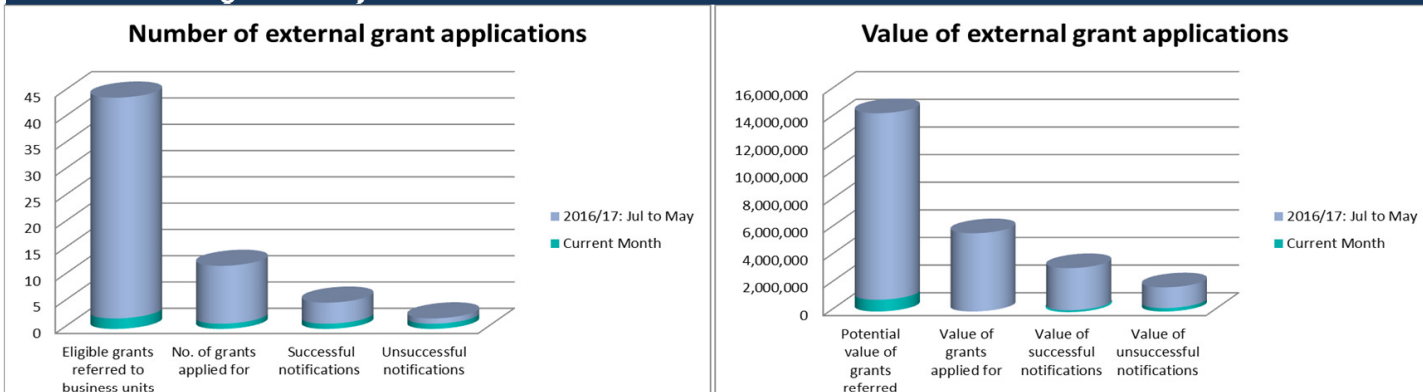 Number of external grant applications
45
40
35
30
25
20
15
10
5
0
Eligible grants
referred to
business units
No. of grants
applied for
Successful
notifications
Unsuccessful
notifications
2016/17: Jul to May
Current Month
Value of external grant applications
16,000,000
14,000,000
12,000,000
10,000,000
8,000,000
6,000,000
4,000,000
2,000,000
0
Potential
value of
grants
referred
Value of
grants
applied for
Value of
successful
notifications
Value of
unsuccessful
notifications
2016/17: Jul to May
Current Month